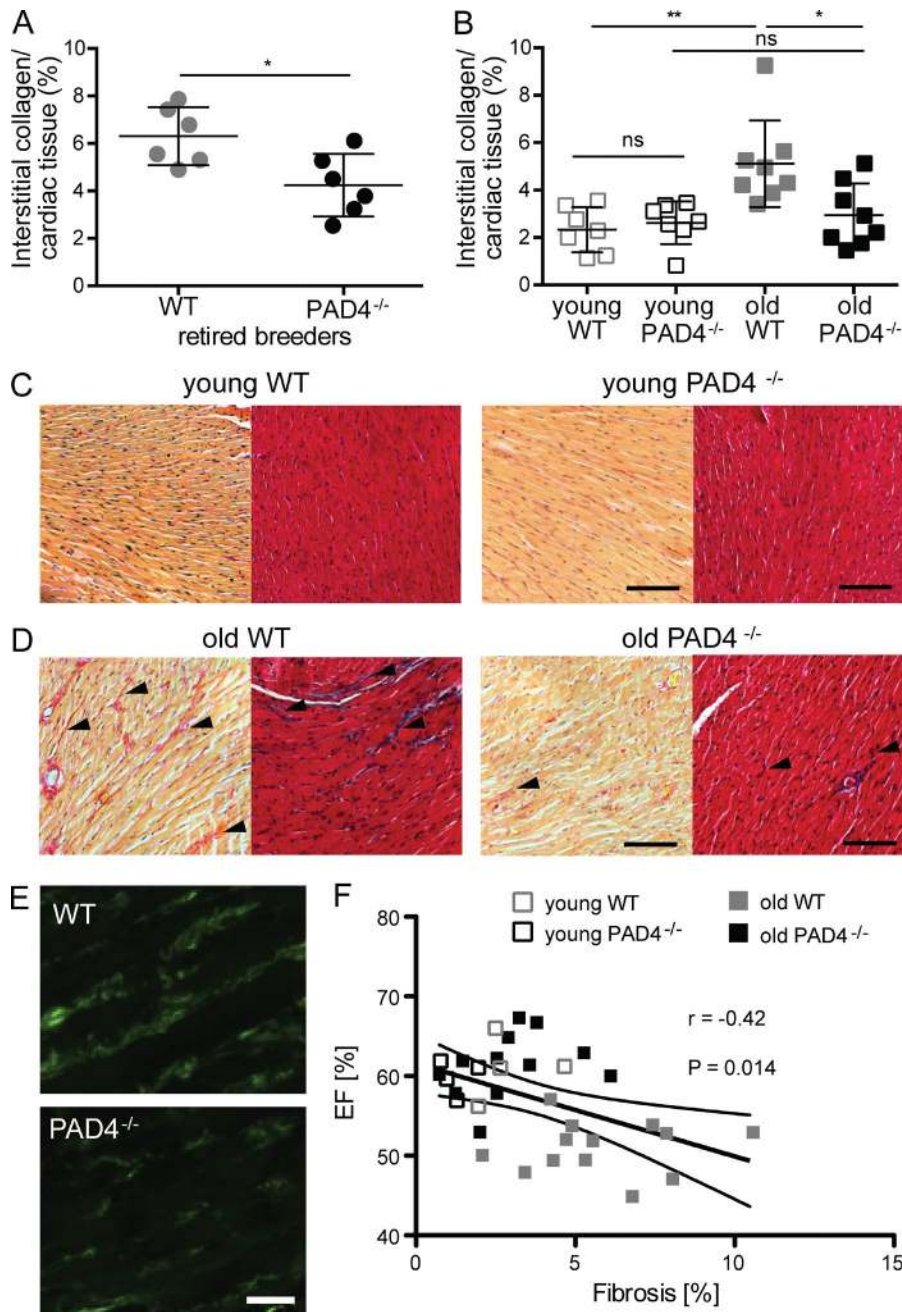 A
Interstitial collagen/
cardiac tissue (%)
10
8
6
4
2
0
*
WT
PAD4-/-
retired breeders
B
Interstitial collagen/
cardiac tissue (%)
10
8
6
4
2
0
**
*
ns
ns
young
WT
young
PAD4-/-
old
WT
old
PAD4-/-
C
young WT
young PAD4 -/-
D
old WT
old PAD4 -/-
E
WT
PAD4-/-
F
young WT
old WT
young PAD4-/-
old PAD4-/-
EF [%]
80
70
60
50
40
r = -0.42
P = 0.014
0
5
10
15
Fibrosis [%]